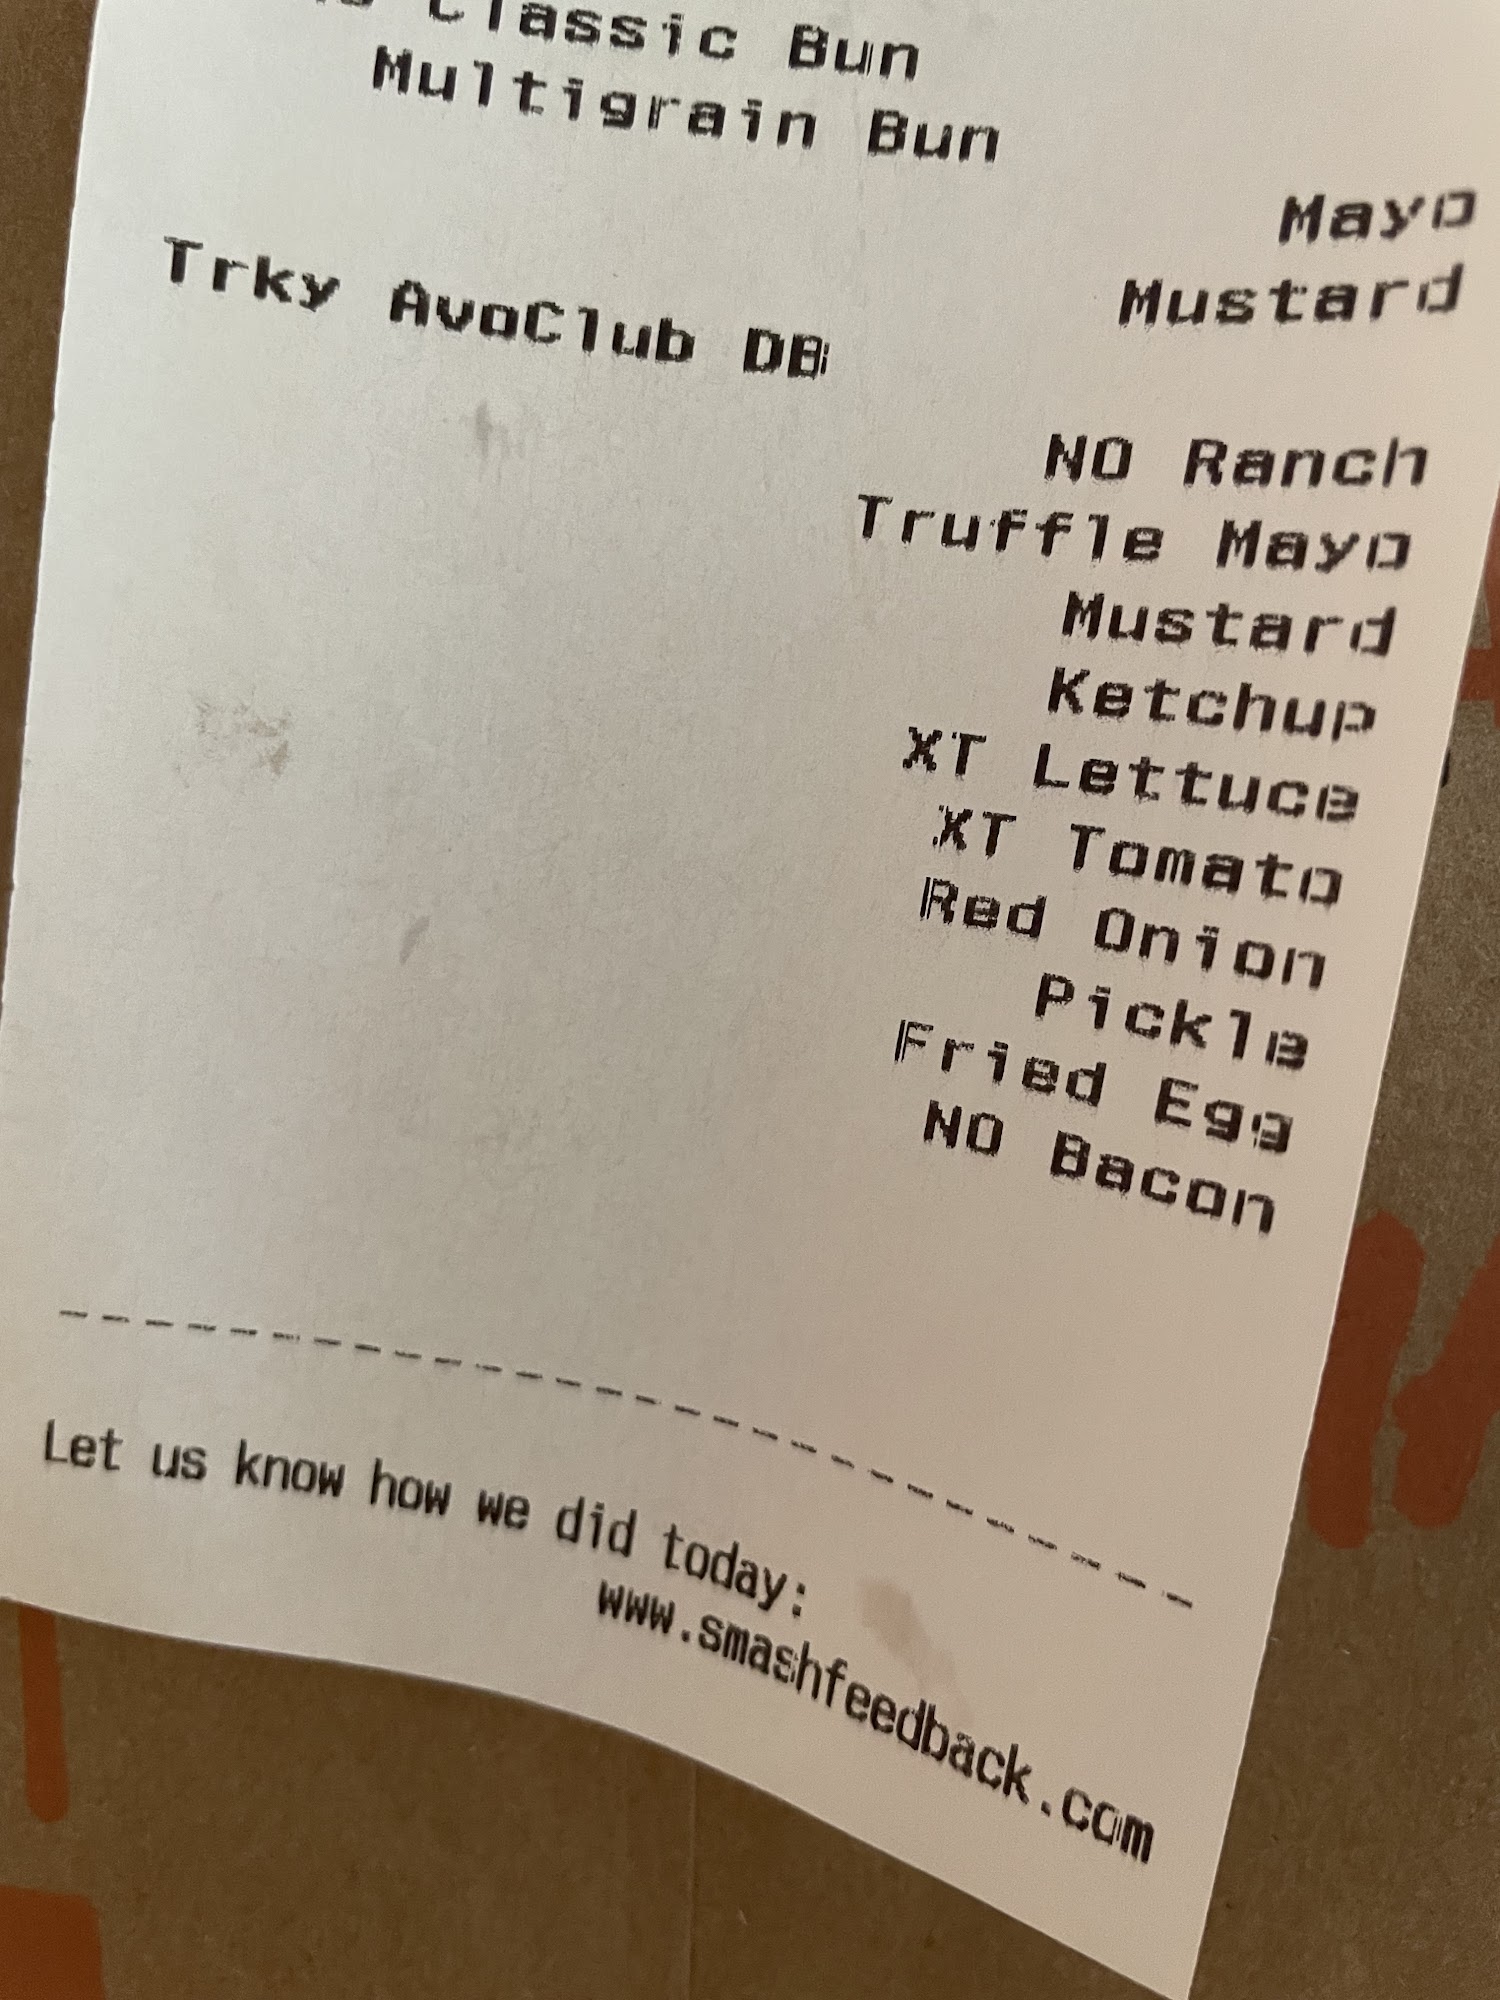 Classic Bun
Multigrain Bun
Mayo
Mustard
Trky AvoClub DB
NO Ranch
Truffle Mayo
Mustard
Ketchup
XT Lettuce
XT Tomato
Red Onion
Pickle
Fried Egg
NO Bacon
--------------------------------
Let us know how we did today:
www.smashfeedback.com